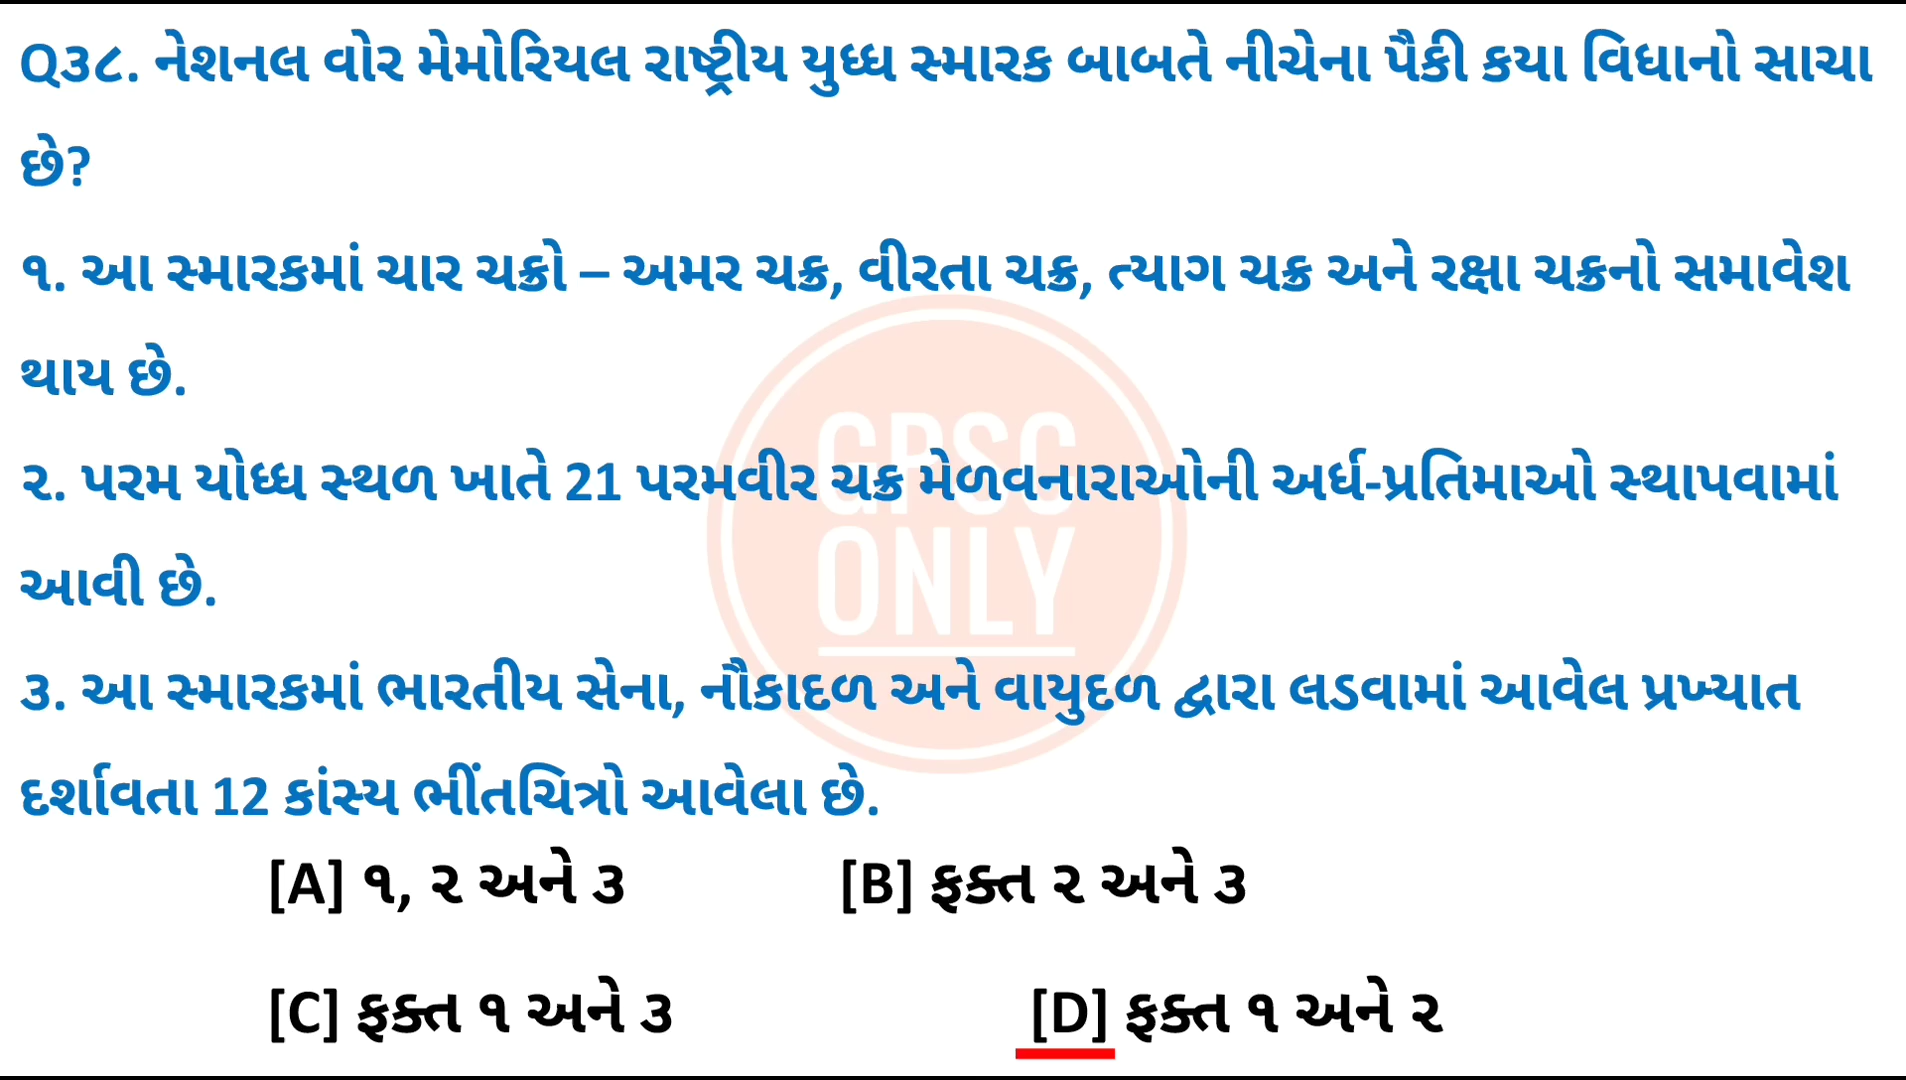 Q૩૮. નેશનલ વોર મેમોરિયલ રાષ્ટ્રીય યુધ્ધ સ્મારક બાબતે નીચેના પૈકી કયા વિધાનો સાચા
છે?
૧. આ સ્મારકમાં ચાર ચક્રો – અમર ચક્ર, વીરતા ચક્ર, ત્યાગ ચક્ર અને રક્ષા ચક્રનો સમાવેશ
થાય છે.
૨. પરમ યોધ્ધ સ્થળ ખાતે 21 પરમવીર ચક્ર મેળવનારાઓની અર્ધ-પ્રતિમાઓ સ્થાપવામાં
આવી છે.
૩. આ સ્મારકમાં ભારતીય સેના, નૌકાદળ અને વાયુદળ દ્વારા લડવામાં આવેલ પ્રખ્યાત
દર્શાવતા 12 કાંસ્ય ભીંતચિત્રો આવેલા છે.
GPSC
ONLY
[A] ૧, ૨ અને ૩ [B] ફક્ત ૨ અને ૩
[C] ફક્ત ૧ અને ૩ [D] ફક્ત ૧ અને ૨